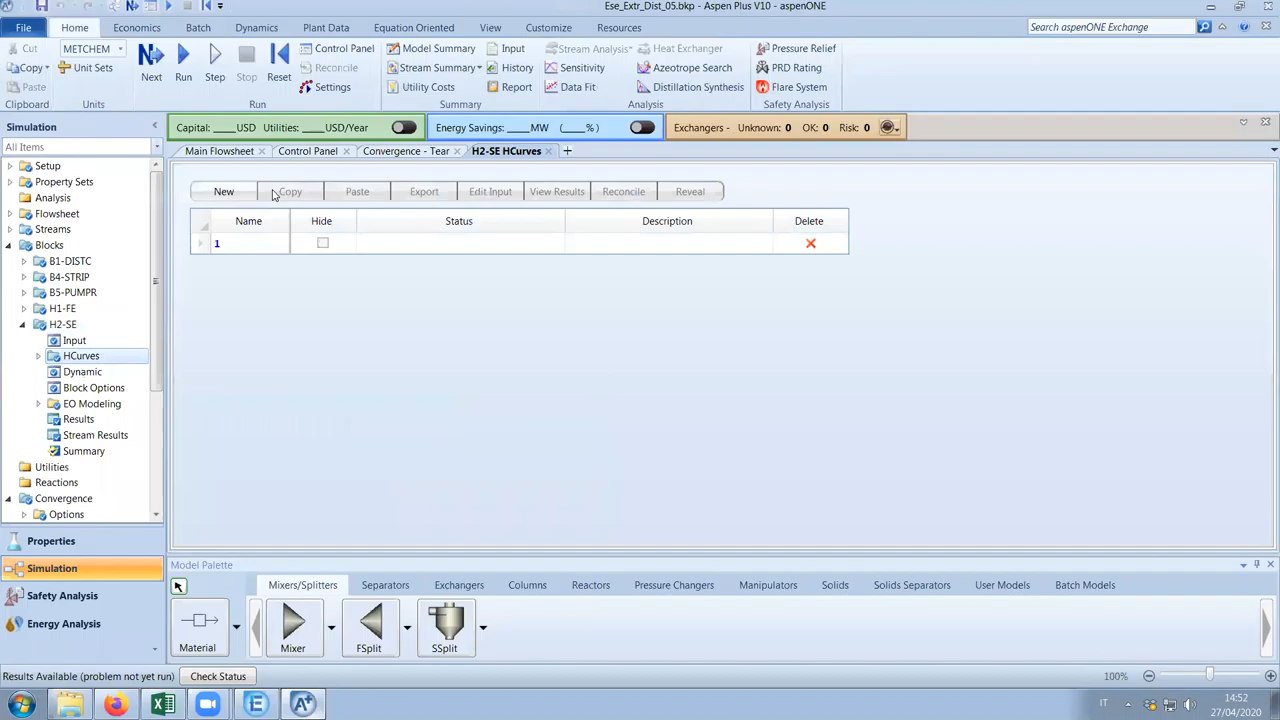 Ese_Extr_Dist_05.bkp - Aspen Plus V10 - aspenONE
File Home Economics Batch Dynamics Plant Data Equation Oriented View Customize Resources Search aspenONE Exchange
Cut METCHEM Control Panel Model Summary Input Stream Analysis Heat Exchanger Pressure Relief
Copy Unit Sets Next Run Step Stop Reset Reconcile Stream Summary History Sensitivity Azeotrope Search PRD Rating
Paste Settings Utility Costs Report Data Fit Distillation Synthesis Flare System
Clipboard Units Run Summary Analysis Safety Analysis
Simulation Capital: ____USD Utilities: ____USD/Year Energy Savings: ____MW (____%) Exchangers - Unknown: 0 OK: 0 Risk: 0
All Items Main Flowsheet Control Panel Convergence - Tear H2-SE HCurves
Setup
Property Sets
Analysis
Flowsheet
Streams
Blocks
B1-DISTC
B4-STRIP
B5-PUMPR
H1-FE
H2-SE
Input
HCurves
Dynamic
Block Options
EO Modeling
Results
Stream Results
Summary
Utilities
Reactions
Convergence
Options
Properties
Simulation
Safety Analysis
Energy Analysis
New Copy Paste Export Edit Input View Results Reconcile Reveal
Name Hide Status Description Delete
1
Model Palette
Mixers/Splitters Separators Exchangers Columns Reactors Pressure Changers Manipulators Solids Solids Separators User Models Batch Models
Material Mixer FSplit SSplit
Results Available (problem not yet run) Check Status 100%
IT 14:52
27/04/2020